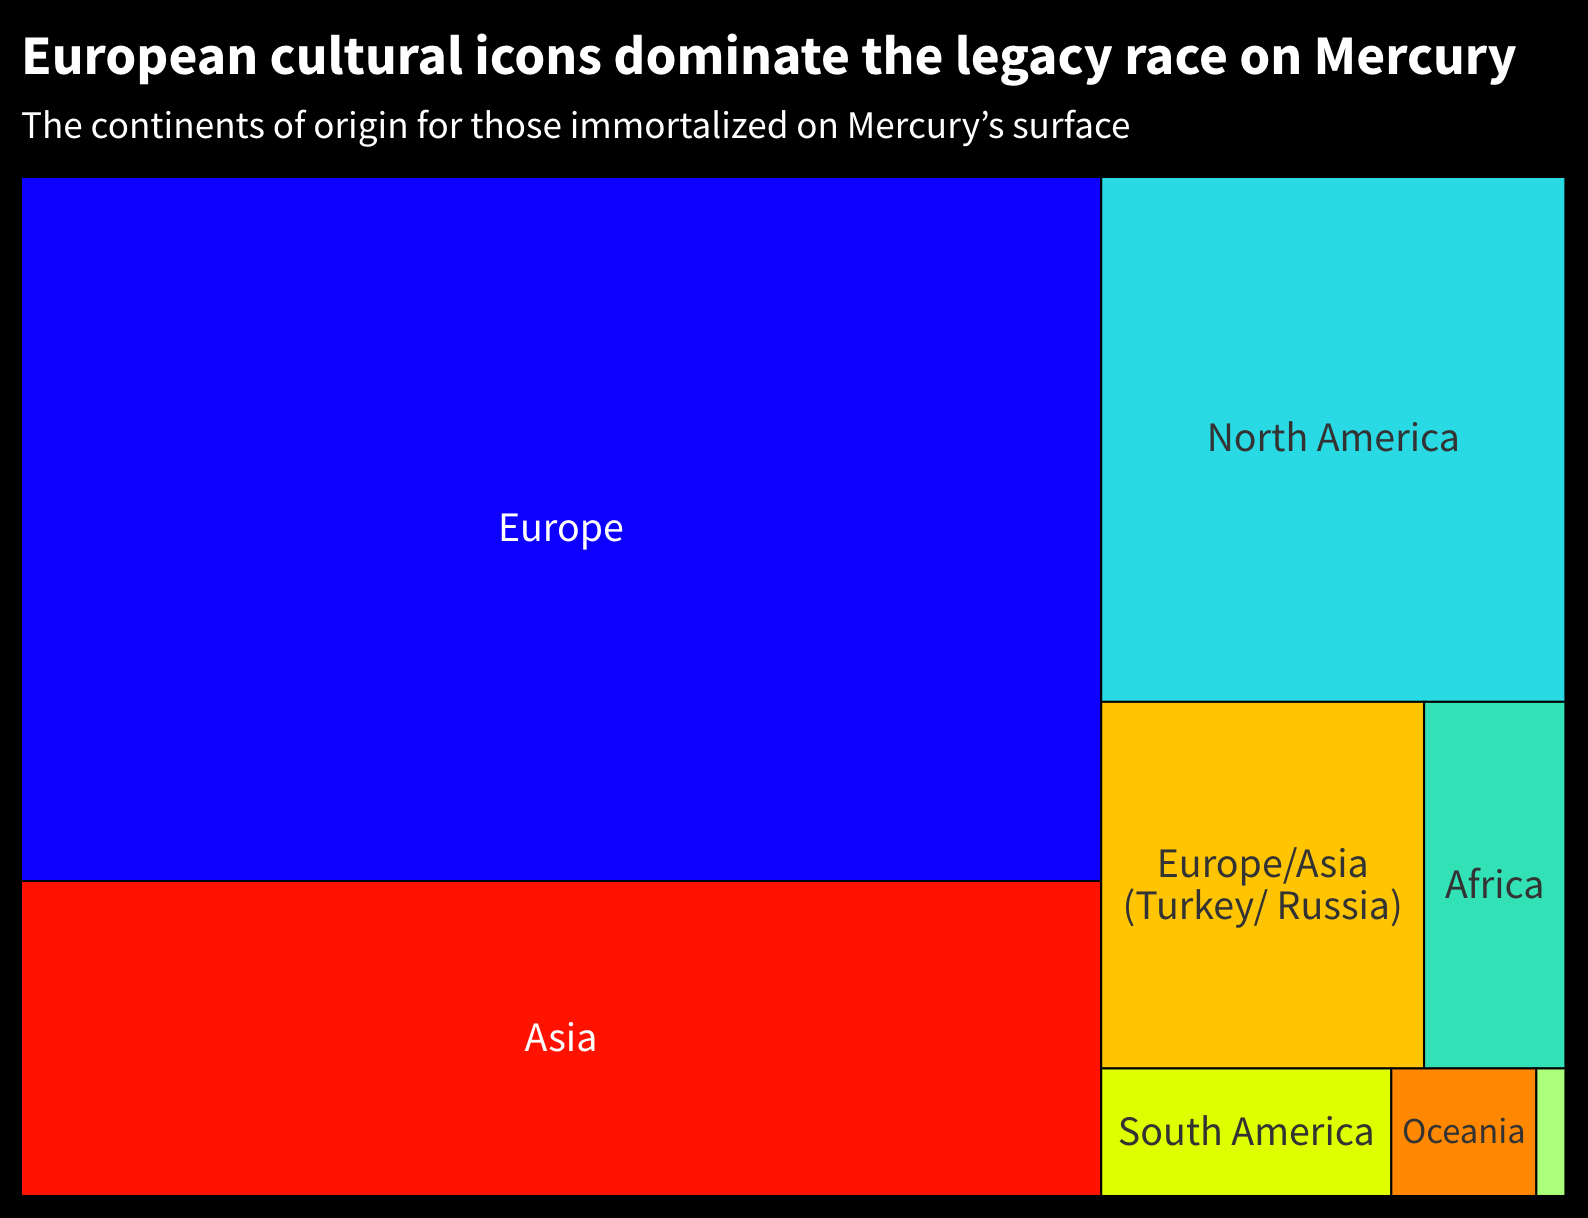 European cultural icons dominate the legacy race on Mercury
The continents of origin for those immortalized on Mercury’s surface
Europe
North America
Europe/Asia
(Turkey/ Russia)
Africa
Asia
South America
Oceania